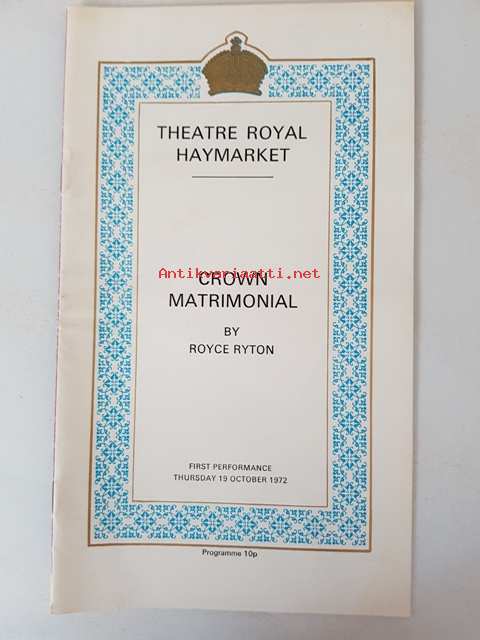 THEATRE ROYAL
HAYMARKET
Antikvariaatti.net
CROWN
MATRIMONIAL
BY
ROYCE RYTON
FIRST PERFORMANCE
THURSDAY 19 OCTOBER 1972
Programme 10p